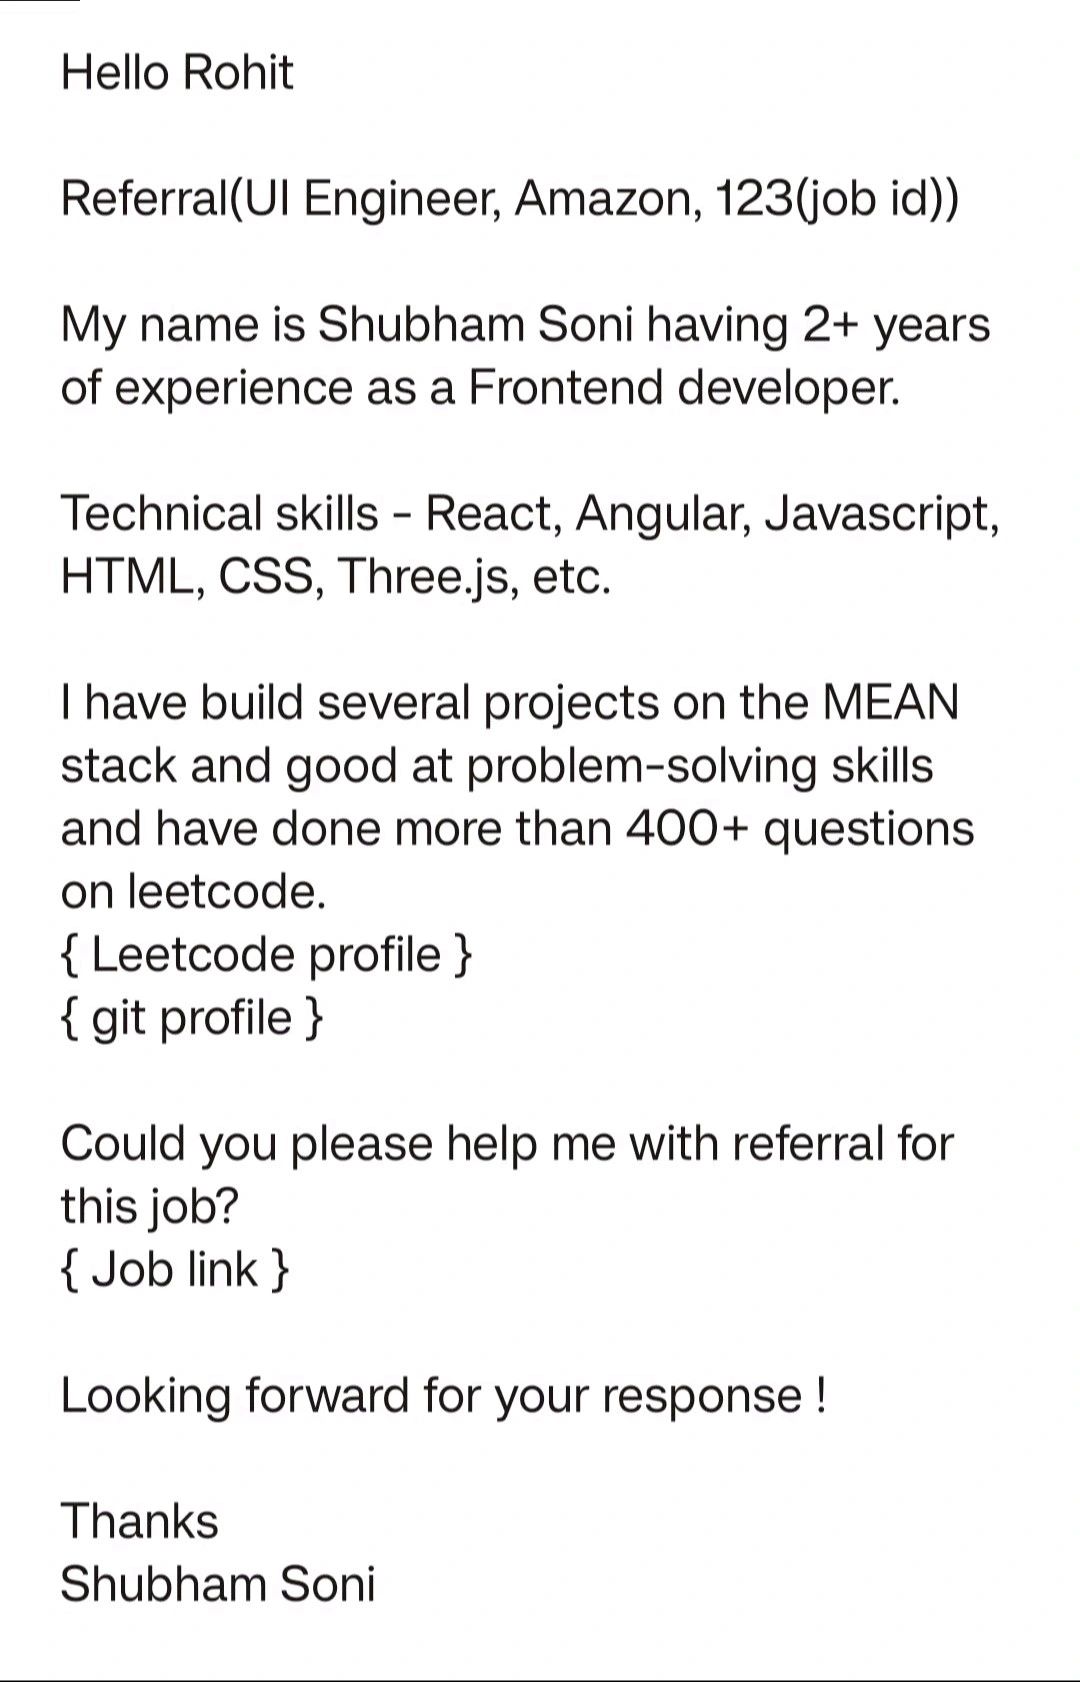 Hello Rohit
Referral(UI Engineer, Amazon, 123(job id))
My name is Shubham Soni having 2+ years
of experience as a Frontend developer.
Technical skills - React, Angular, Javascript,
HTML, CSS, Three.js, etc.
I have build several projects on the MEAN
stack and good at problem-solving skills
and have done more than 400+ questions
on leetcode.
{ Leetcode profile }
{ git profile }
Could you please help me with referral for
this job?
{ Job link }
Looking forward for your response !
Thanks
Shubham Soni